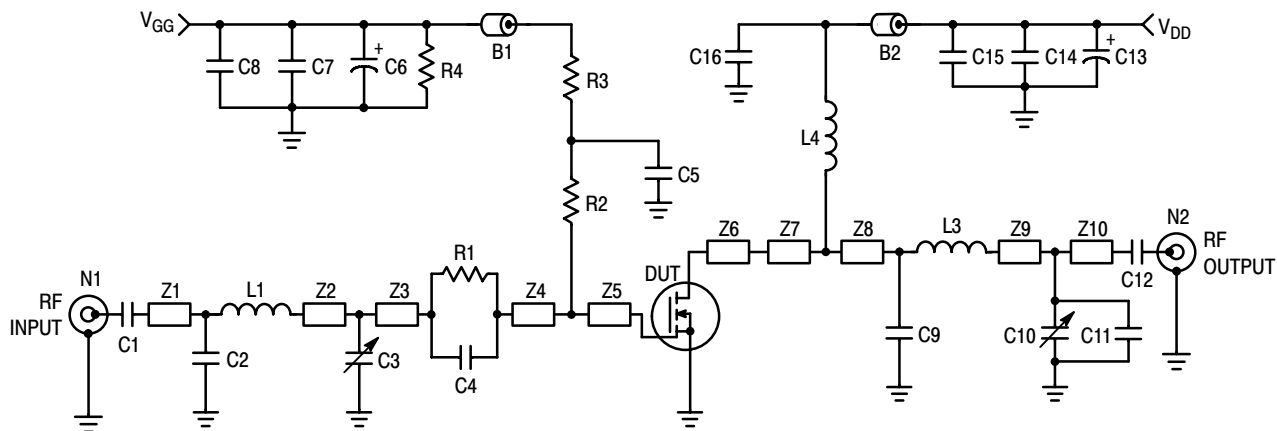 VGG
C8
C7
+
C6
R4
B1
R3
C5
R2
C16
B2
C15
C14
+
C13
VDD
L4
N1
RF
INPUT
C1
Z1
C2
L1
Z2
C3
Z3
R1
C4
Z4
Z5
DUT
Z6
Z7
Z8
C9
L3
Z9
C10
C11
Z10
C12
N2
RF
OUTPUT